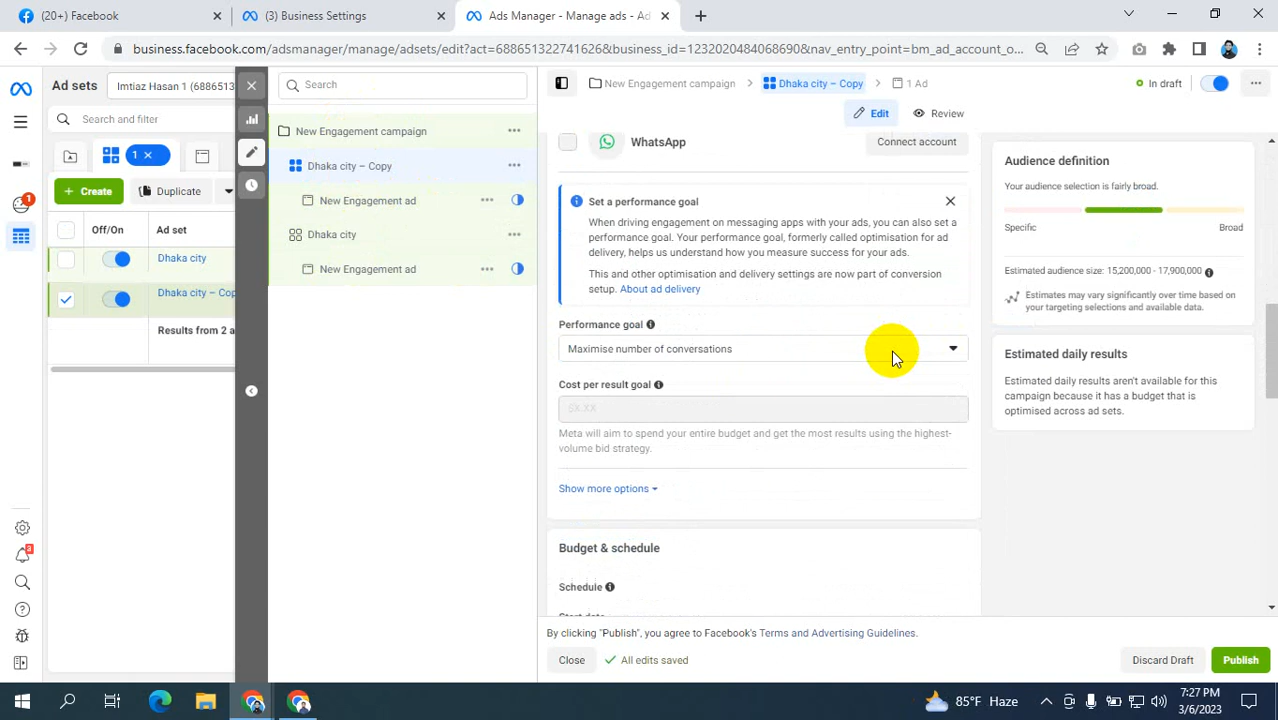 (20+) Facebook
(3) Business Settings
Ads Manager - Manage ads - Ad
business.facebook.com/adsmanager/manage/adsets/edit?act=688651322741626&business_id=1232020484068690&nav_entry_point=bm_ad_account_o...
Ad sets
Imtiaz Hasan 1 (68865133
Search and filter
1
Create
Duplicate
Off/On
Ad set
Dhaka city
Dhaka city – Cop
Results from 2 a
Search
New Engagement campaign
Dhaka city – Copy
New Engagement ad
Dhaka city
New Engagement ad
New Engagement campaign
Dhaka city – Copy
1 Ad
In draft
Edit
Review
WhatsApp
Connect account
Set a performance goal
When driving engagement on messaging apps with your ads, you can also set a
performance goal. Your performance goal, formerly called optimisation for ad
delivery, helps us understand how you measure success for your ads.
This and other optimisation and delivery settings are now part of conversion
setup. About ad delivery
Performance goal
Maximise number of conversations
Cost per result goal
$X.XX
Meta will aim to spend your entire budget and get the most results using the highest-
volume bid strategy.
Show more options
Budget & schedule
Schedule
Start date
Audience definition
Your audience selection is fairly broad.
Specific
Broad
Estimated audience size: 15,200,000 - 17,900,000
Estimates may vary significantly over time based on
your targeting selections and available data.
Estimated daily results
Estimated daily results aren't available for this
campaign because it has a budget that is
optimised across ad sets.
By clicking "Publish", you agree to Facebook's Terms and Advertising Guidelines.
Close
All edits saved
Discard Draft
Publish
85°F Haze
7:27 PM
3/6/2023